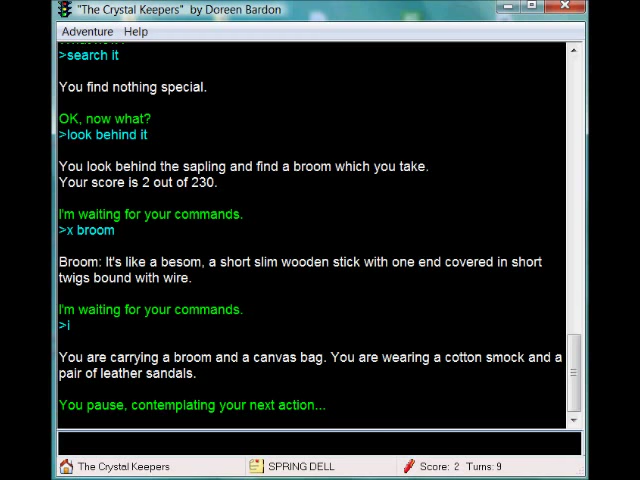 "The Crystal Keepers" by Doreen Bardon
Adventure Help
>search it
You find nothing special.
OK, now what?
>look behind it
You look behind the sapling and find a broom which you take.
Your score is 2 out of 230.
I'm waiting for your commands.
>x broom
Broom: It's like a besom, a short slim wooden stick with one end covered in short
twigs bound with wire.
I'm waiting for your commands.
>i
You are carrying a broom and a canvas bag. You are wearing a cotton smock and a
pair of leather sandals.
You pause, contemplating your next action...
The Crystal Keepers SPRING DELL Score: 2 Turns: 9